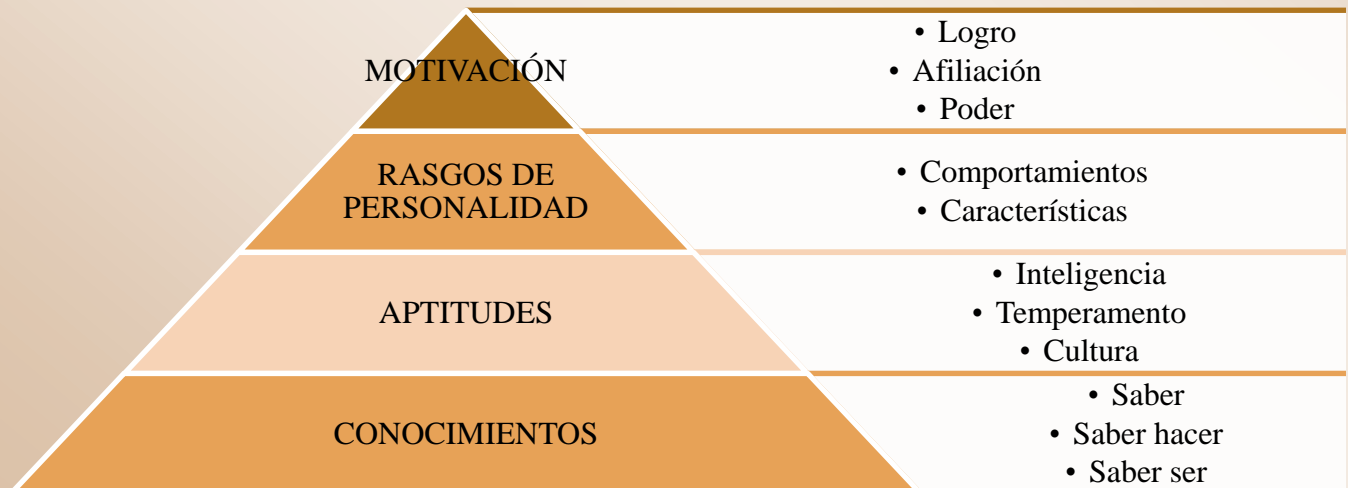 MOTIVACIÓN
• Logro
• Afiliación
• Poder
RASGOS DE
PERSONALIDAD
• Comportamientos
• Características
APTITUDES
• Inteligencia
• Temperamento
• Cultura
CONOCIMIENTOS
• Saber
• Saber hacer
• Saber ser